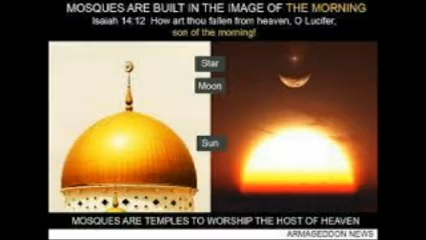 MOSQUES ARE BUILT IN THE IMAGE OF THE MORNING
Isaiah 14:12 How art thou fallen from heaven, O Lucifer,
son of the morning!
Star
Moon
Sun
MOSQUES ARE TEMPLES TO WORSHIP THE HOST OF HEAVEN
ARMAGEDDON NEWS